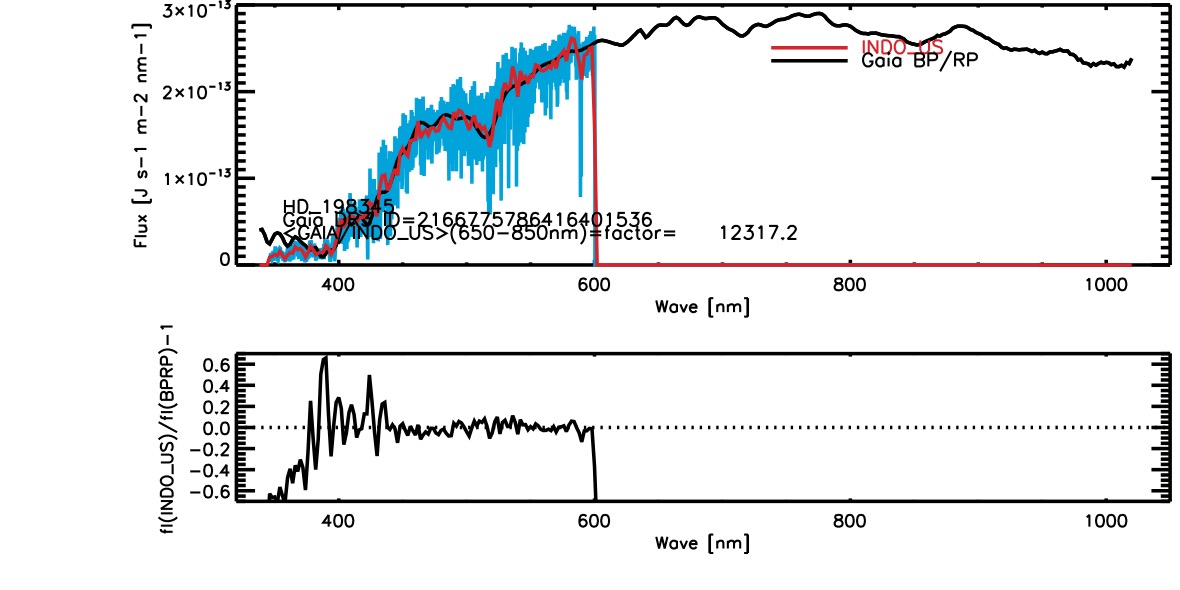 3×10−13
2×10−13
1×10−13
0
Flux [J s−1 m−2 nm−1]
INDO_US
Gaia BP/RP
HD_198345
Gaia DR3 ID=2166775786416401536
<GAIA/INDO_US>(650−850nm)=factor= 12317.2
400 600 800 1000
Wave [nm]
fl(INDO_US)/fl(BPRP)−1
0.6
0.4
0.2
0.0
−0.2
−0.4
−0.6
400 600 800 1000
Wave [nm]